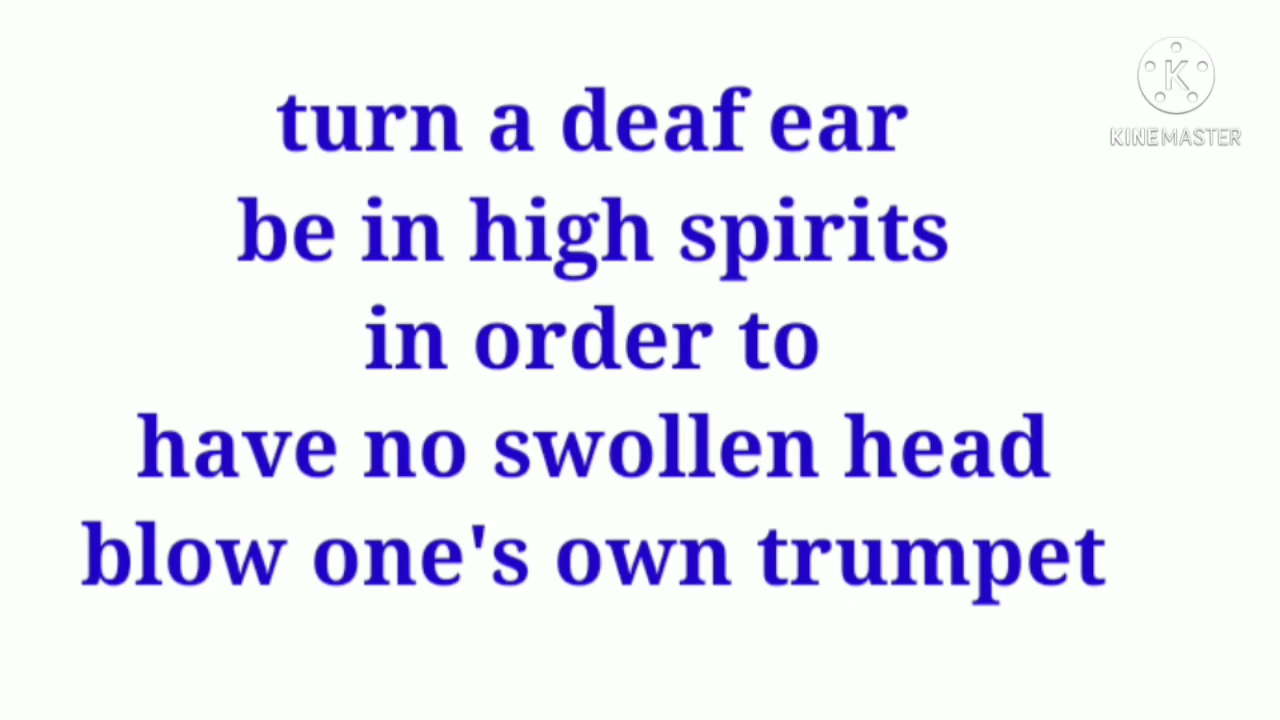 turn a deaf ear
KINEMASTER
be in high spirits
in order to
have no swollen head
blow one's own trumpet